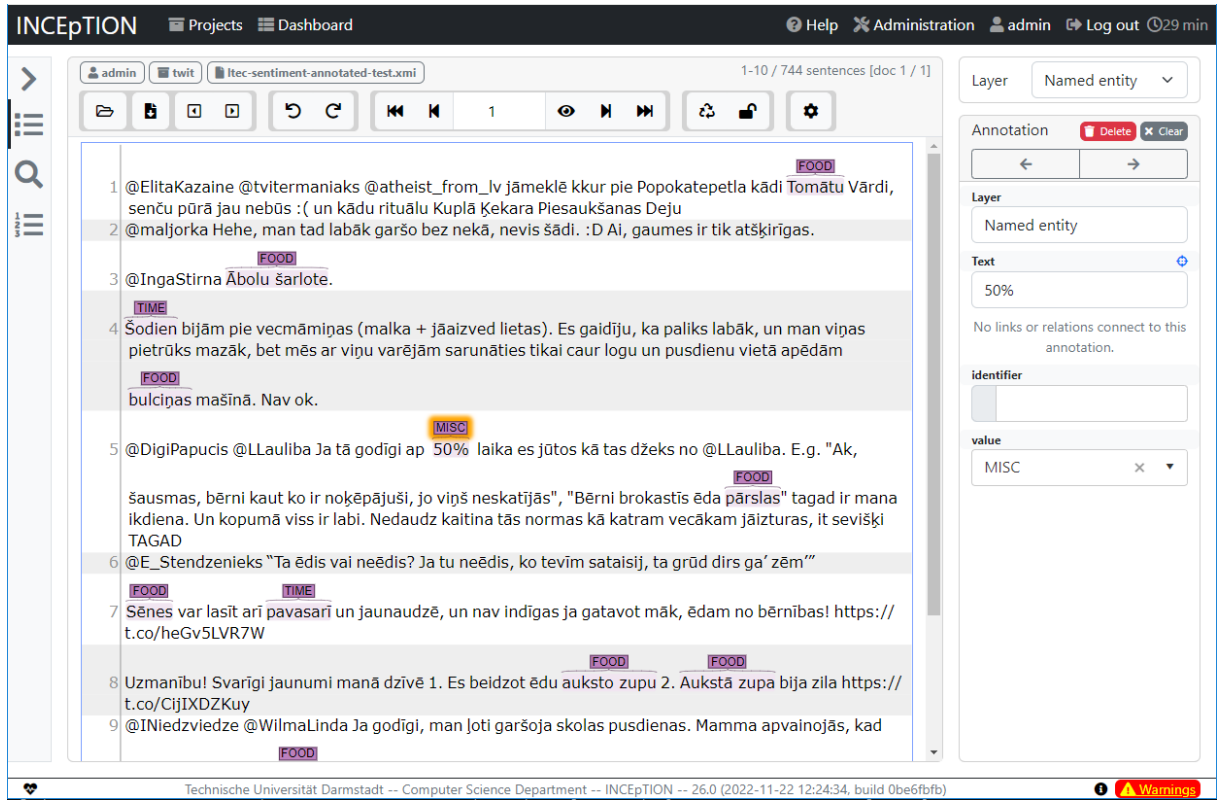 INCEpTION Projects Dashboard Help Administration admin Log out 29 min
admin twit ltec-sentiment-annotated-test.xmi 1-10 / 744 sentences [doc 1 / 1]
1
FOOD
1 @ElitaKazaine @tvitermaniaks @atheist_from_lv jāmeklē kkur pie Popokatepetla kādi Tomātu Vārdi,
senču pūrā jau nebūs :( un kādu rituālu Kuplā Ķekara Piesaukšanas Deju
2 @maljorka Hehe, man tad labāk garšo bez nekā, nevis šādi. :D Ai, gaumes ir tik atšķirīgas.
FOOD
3 @IngaStirna Ābolu šarlote.
TIME
4 Šodien bijām pie vecmāmiņas (malka + jāaizved lietas). Es gaidīju, ka paliks labāk, un man viņas
pietrūks mazāk, bet mēs ar viņu varējām sarunāties tikai caur logu un pusdienu vietā apēdām
FOOD
bulciņas mašīnā. Nav ok.
MISC
5 @DigiPapucis @LLauliba Ja tā godīgi ap 50% laika es jūtos kā tas džeks no @LLauliba. E.g. "Ak,
FOOD
šausmas, bērni kaut ko ir noķēpājuši, jo viņš neskatījās", "Bērni brokastīs ēda pārslas" tagad ir mana
ikdiena. Un kopumā viss ir labi. Nedaudz kaitina tās normas kā katram vecākam jāizturas, it sevišķi
TAGAD
6 @E_Stendzenieks “Ta ēdis vai neēdis? Ja tu neēdis, ko tevīm sataisij, ta grūd dirs ga’ zēm’”
FOOD TIME
7 Sēnes var lasīt arī pavasarī un jaunaudzē, un nav indīgas ja gatavot māk, ēdam no bērnības! https://
t.co/heGv5LVR7W
FOOD FOOD
8 Uzmanību! Svarīgi jaunumi manā dzīvē 1. Es beidzot ēdu auksto zupu 2. Aukstā zupa bija zila https://
t.co/CijIXDZKuy
9 @INiedzviedze @WilmaLinda Ja godīgi, man ļoti garšoja skolas pusdienas. Mamma apvainojās, kad
FOOD
Layer Named entity
Annotation Delete Clear
Layer
Named entity
Text
50%
No links or relations connect to this
annotation.
identifier
value
MISC
Technische Universität Darmstadt -- Computer Science Department -- INCEpTION -- 26.0 (2022-11-22 12:24:34, build 0be6fbfb) Warnings